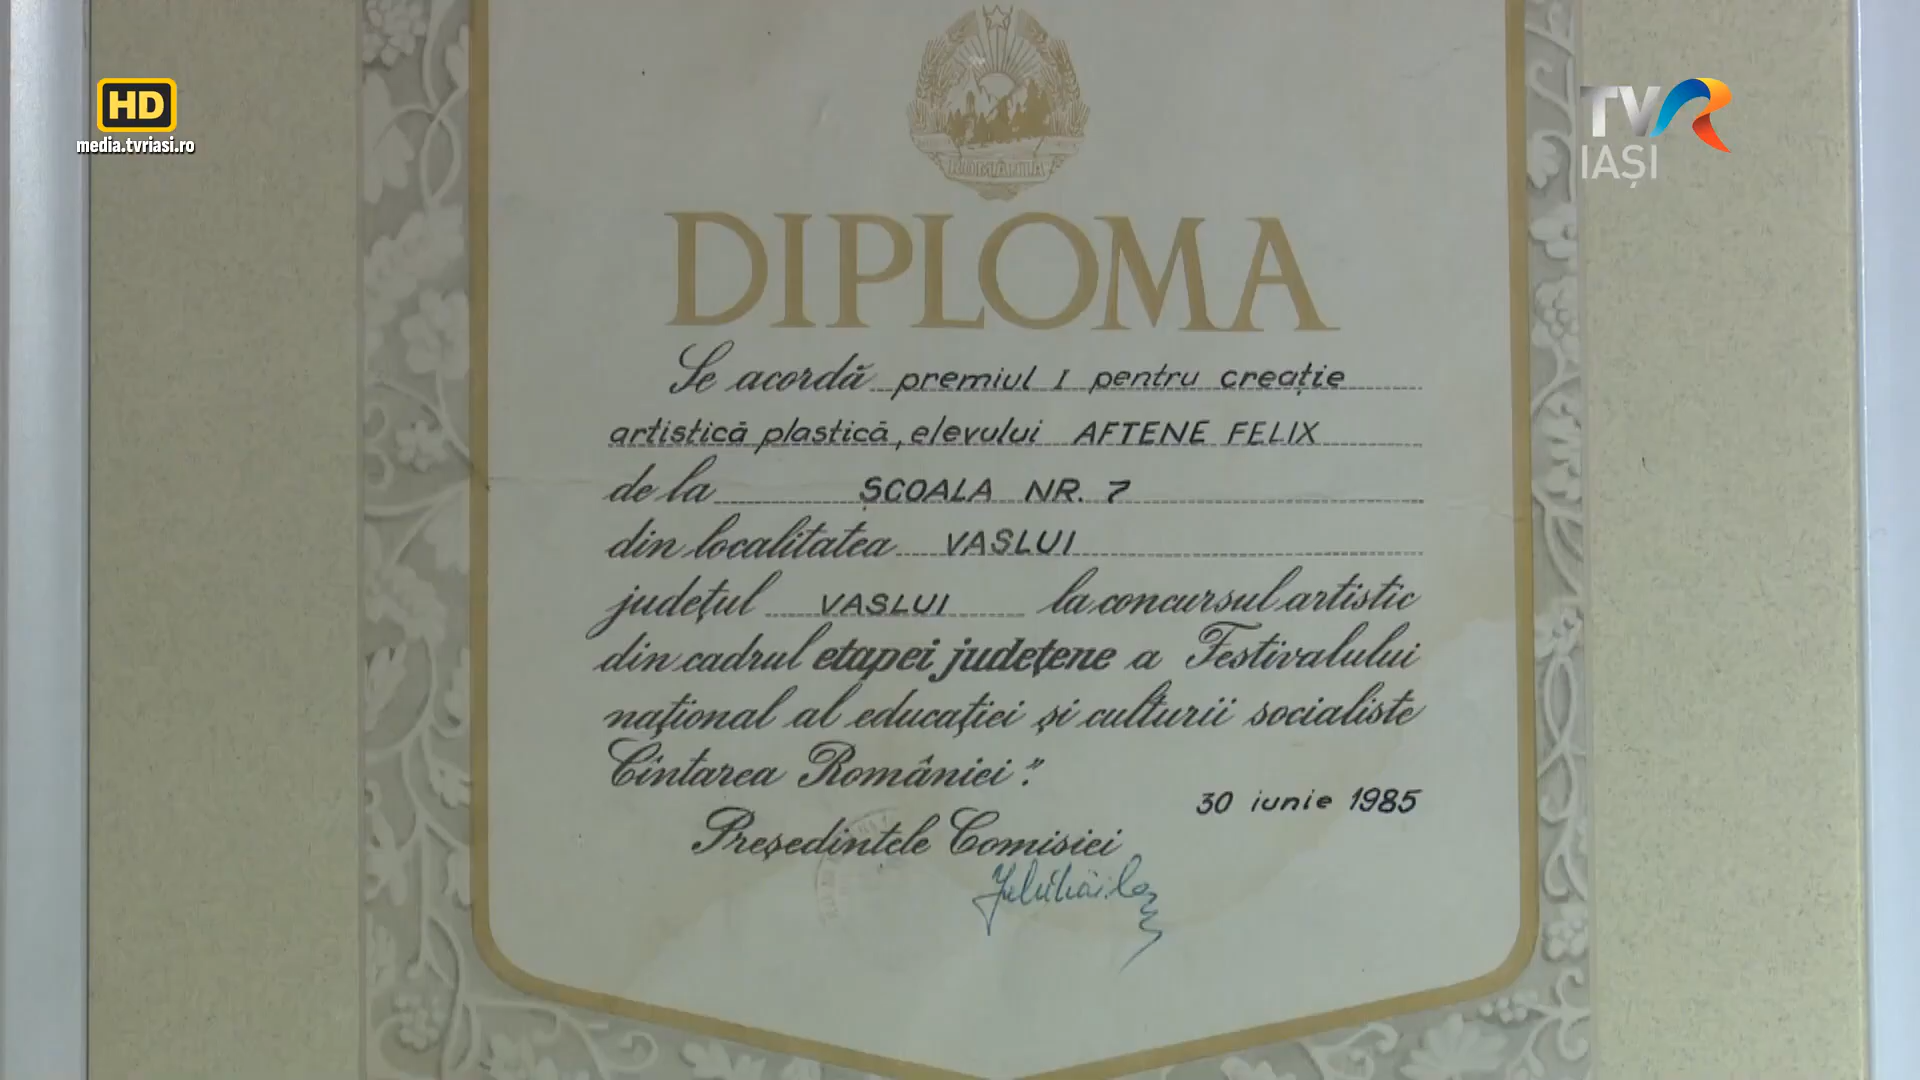 HD
media.tvriasi.ro
TVR
IAȘI
ROMÂNIA
DIPLOMA
Se acordă premiul I pentru creație
artistică plastică, elevului AFTENE FELIX
de la ȘCOALA NR. 7
din localitatea VASLUI
județul VASLUI la concursul artistic
din cadrul etapei județene a Festivalului
național al educației și culturii socialiste
Cîntarea României".
30 iunie 1985
Președintele Comisiei